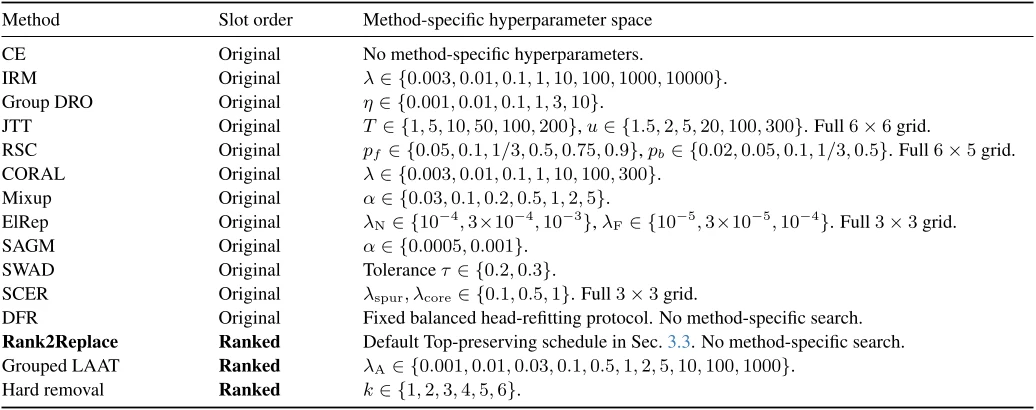 Method Slot order Method-specific hyperparameter space
CE Original No method-specific hyperparameters.
IRM Original λ ∈ {0.003, 0.01, 0.1, 1, 10, 100, 1000, 10000}.
Group DRO Original η ∈ {0.001, 0.01, 0.1, 1, 3, 10}.
JTT Original T ∈ {1, 5, 10, 50, 100, 200}, u ∈ {1.5, 2, 5, 20, 100, 300}. Full 6 × 6 grid.
RSC Original p_f ∈ {0.05, 0.1, 1/3, 0.5, 0.75, 0.9}, p_b ∈ {0.02, 0.05, 0.1, 1/3, 0.5}. Full 6 × 5 grid.
CORAL Original λ ∈ {0.003, 0.01, 0.1, 1, 10, 100, 300}.
Mixup Original α ∈ {0.03, 0.1, 0.2, 0.5, 1, 2, 5}.
ElRep Original λ_N ∈ {10⁻⁴, 3×10⁻⁴, 10⁻³}, λ_F ∈ {10⁻⁵, 3×10⁻⁵, 10⁻⁴}. Full 3 × 3 grid.
SAGM Original α ∈ {0.0005, 0.001}.
SWAD Original Tolerance τ ∈ {0.2, 0.3}.
SCER Original λ_spur, λ_core ∈ {0.1, 0.5, 1}. Full 3 × 3 grid.
DFR Original Fixed balanced head-refitting protocol. No method-specific search.
Rank2Replace Ranked Default Top-preserving schedule in Sec. 3.3. No method-specific search.
Grouped LAAT Ranked λ_A ∈ {0.001, 0.01, 0.03, 0.1, 0.5, 1, 2, 5, 10, 100, 1000}.
Hard removal Ranked k ∈ {1, 2, 3, 4, 5, 6}.